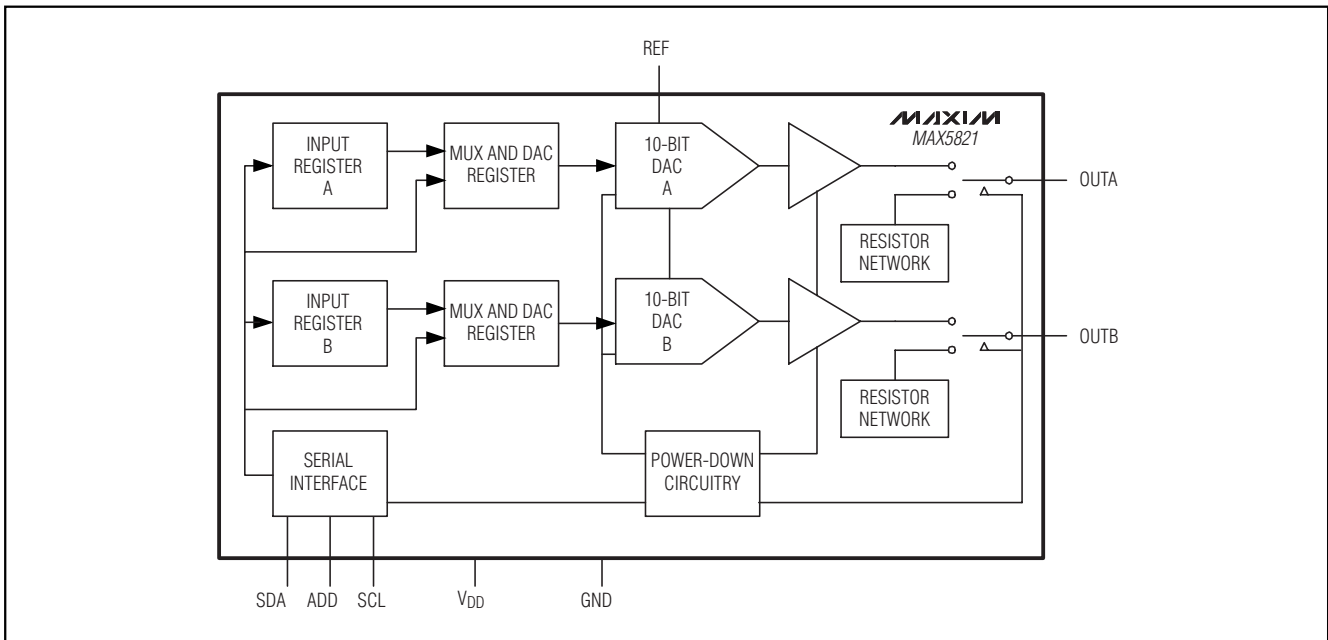 REF
MAXIM
MAX5821
INPUT
REGISTER
A
MUX AND DAC
REGISTER
10-BIT
DAC
A
OUTA
RESISTOR
NETWORK
INPUT
REGISTER
B
MUX AND DAC
REGISTER
10-BIT
DAC
B
OUTB
RESISTOR
NETWORK
SERIAL
INTERFACE
POWER-DOWN
CIRCUITRY
SDA ADD SCL VDD GND